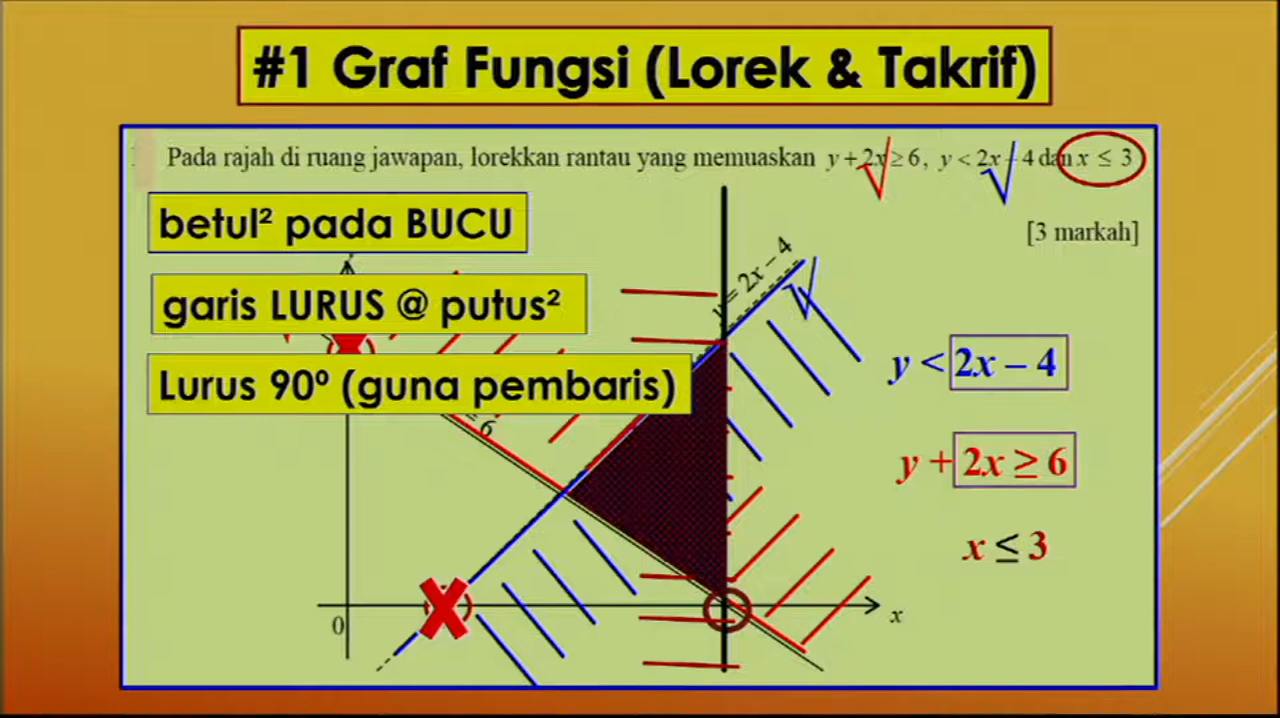 #1 Graf Fungsi (Lorek & Takrif)
Pada rajah di ruang jawapan, lorekkan rantau yang memuaskan y + 2x ≥ 6, y < 2x – 4 dan x ≤ 3
[3 markah]
betul² pada BUCU
garis LURUS @ putus²
Lurus 90º (guna pembaris)
y = 2x – 4
= 6
y < 2x – 4
y + 2x ≥ 6
x ≤ 3
0
x